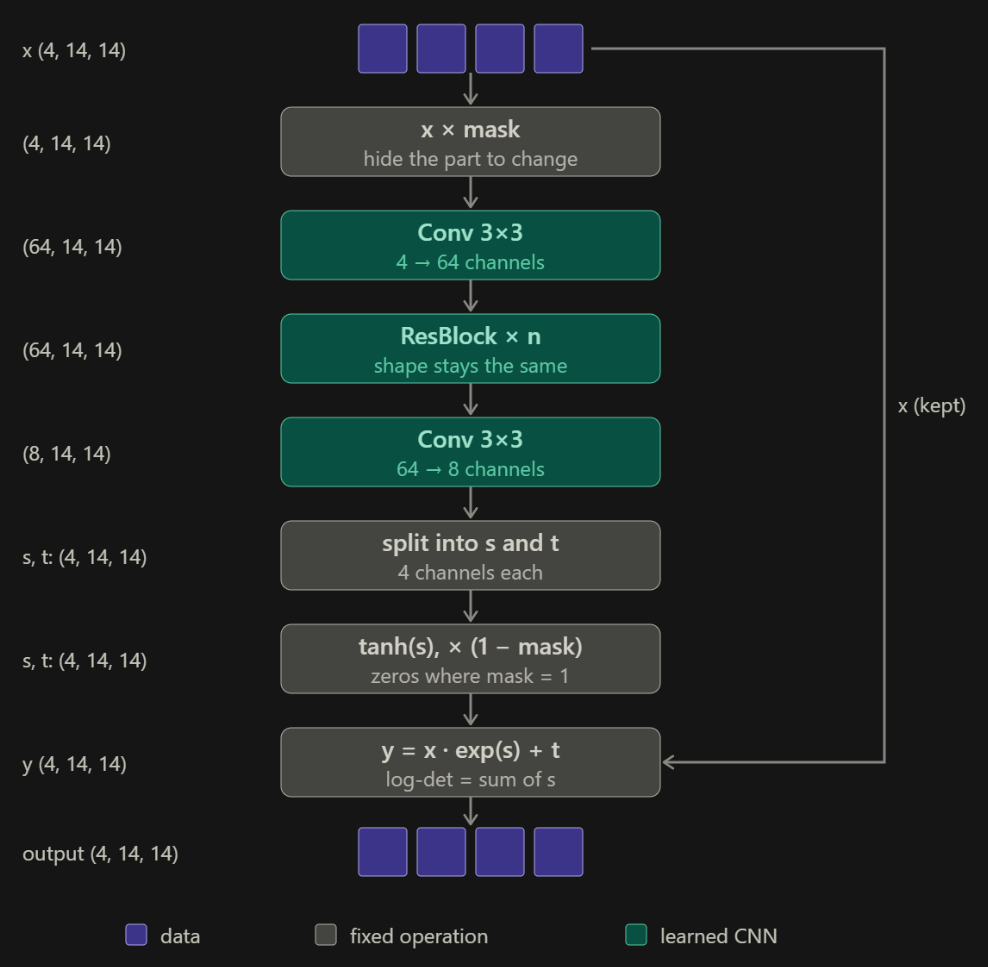 x (4, 14, 14)
(4, 14, 14)
x × mask
hide the part to change
(64, 14, 14)
Conv 3×3
4 → 64 channels
(64, 14, 14)
ResBlock × n
shape stays the same
x (kept)
(8, 14, 14)
Conv 3×3
64 → 8 channels
s, t: (4, 14, 14)
split into s and t
4 channels each
s, t: (4, 14, 14)
tanh(s), × (1 − mask)
zeros where mask = 1
y (4, 14, 14)
y = x · exp(s) + t
log-det = sum of s
output (4, 14, 14)
data
fixed operation
learned CNN